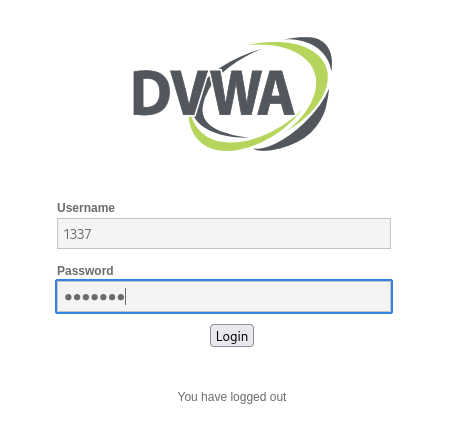 DVWA
Username
1337
Password
•••••••
Login
You have logged out